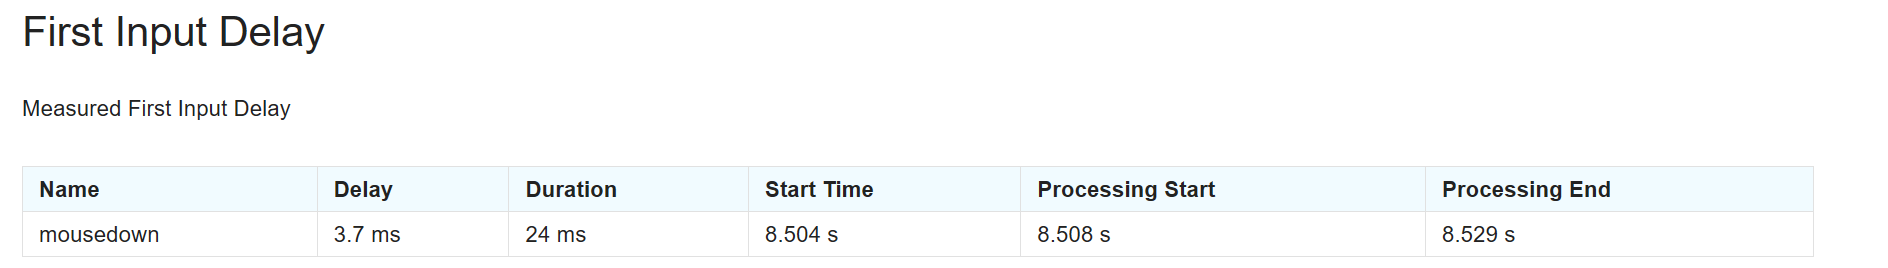 First Input Delay
Measured First Input Delay
Name Delay Duration Start Time Processing Start Processing End
mousedown 3.7 ms 24 ms 8.504 s 8.508 s 8.529 s